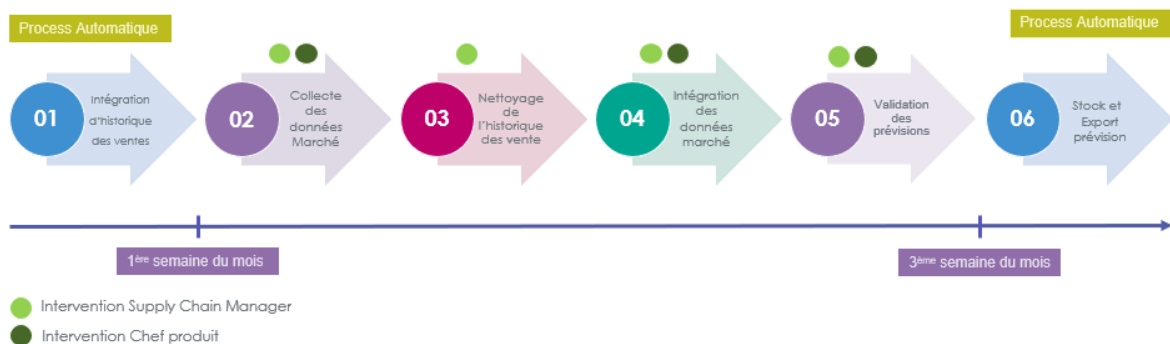 Process Automatique
Process Automatique
01
Intégration
d'historique
des ventes
02
Collecte
des
données
Marché
03
Nettoyage
de
l'historique
des vente
04
Intégration
des
données
marché
05
Validation
des
prévisions
06
Stock et
Export
prévision
1ère semaine du mois
3ème semaine du mois
Intervention Supply Chain Manager
Intervention Chef produit